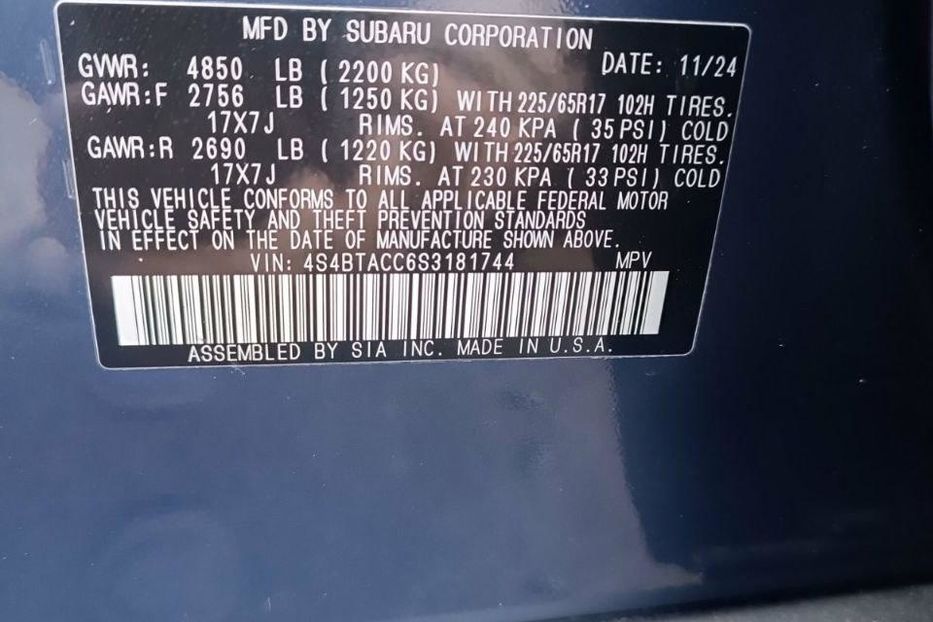 MFD BY SUBARU CORPORATION
GVWR: 4850 LB ( 2200 KG) DATE: 11/24
GAWR:F 2756 LB ( 1250 KG) WITH 225/65R17 102H TIRES.
17X7J RIMS. AT 240 KPA ( 35 PSI) COLD
GAWR:R 2690 LB ( 1220 KG) WITH 225/65R17 102H TIRES.
17X7J RIMS. AT 230 KPA ( 33 PSI) COLD
THIS VEHICLE CONFORMS TO ALL APPLICABLE FEDERAL MOTOR
VEHICLE SAFETY AND THEFT PREVENTION STANDARDS
IN EFFECT ON THE DATE OF MANUFACTURE SHOWN ABOVE.
VIN: 4S4BTACC6S3181744 MPV
ASSEMBLED BY SIA INC. MADE IN U.S.A.